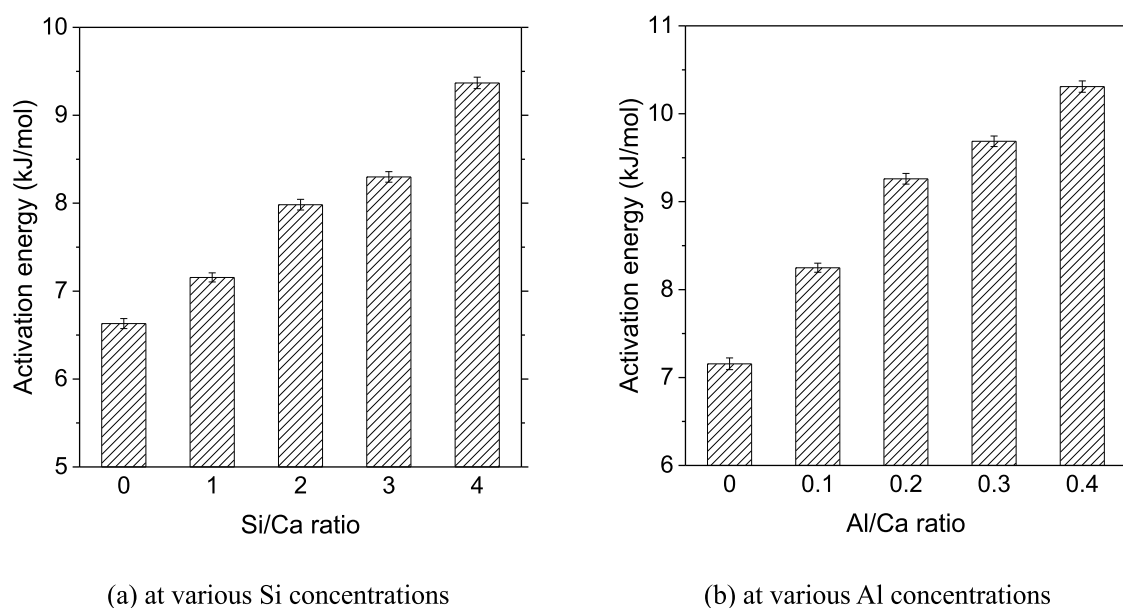 10
9
8
7
6
5
Activation energy (kJ/mol)
0 1 2 3 4
Si/Ca ratio
(a) at various Si concentrations
11
10
9
8
7
6
Activation energy (kJ/mol)
0 0.1 0.2 0.3 0.4
Al/Ca ratio
(b) at various Al concentrations